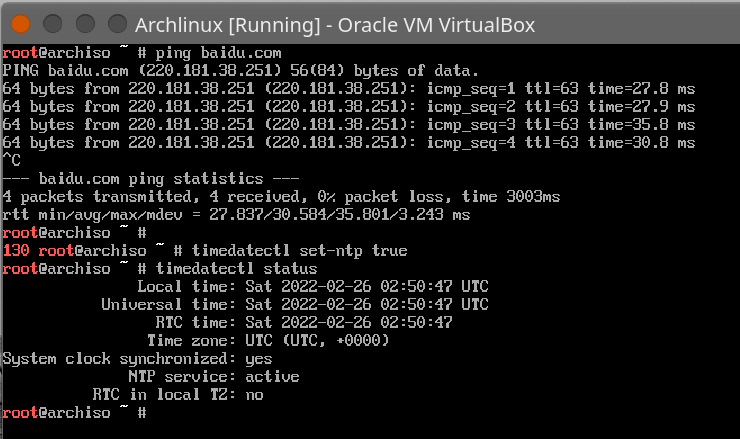 Archlinux [Running] - Oracle VM VirtualBox
root@archiso ~ # ping baidu.com
PING baidu.com (220.181.38.251) 56(84) bytes of data.
64 bytes from 220.181.38.251 (220.181.38.251): icmp_seq=1 ttl=63 time=27.8 ms
64 bytes from 220.181.38.251 (220.181.38.251): icmp_seq=2 ttl=63 time=27.9 ms
64 bytes from 220.181.38.251 (220.181.38.251): icmp_seq=3 ttl=63 time=35.8 ms
64 bytes from 220.181.38.251 (220.181.38.251): icmp_seq=4 ttl=63 time=30.8 ms
^C
--- baidu.com ping statistics ---
4 packets transmitted, 4 received, 0% packet loss, time 3003ms
rtt min/avg/max/mdev = 27.837/30.584/35.801/3.243 ms
root@archiso ~ #
130 root@archiso ~ # timedatectl set-ntp true
root@archiso ~ # timedatectl status
Local time: Sat 2022-02-26 02:50:47 UTC
Universal time: Sat 2022-02-26 02:50:47 UTC
RTC time: Sat 2022-02-26 02:50:47
Time zone: UTC (UTC, +0000)
System clock synchronized: yes
NTP service: active
RTC in local TZ: no
root@archiso ~ #